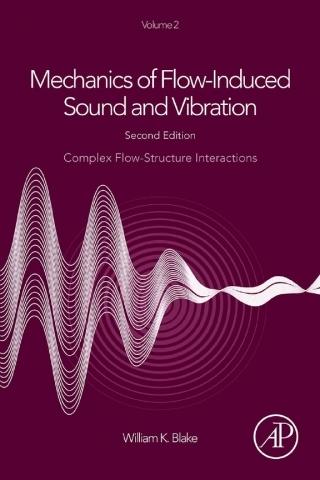 Volume 2
Mechanics of Flow-Induced
Sound and Vibration
Second Edition
Complex Flow-Structure Interactions
William K. Blake
AP